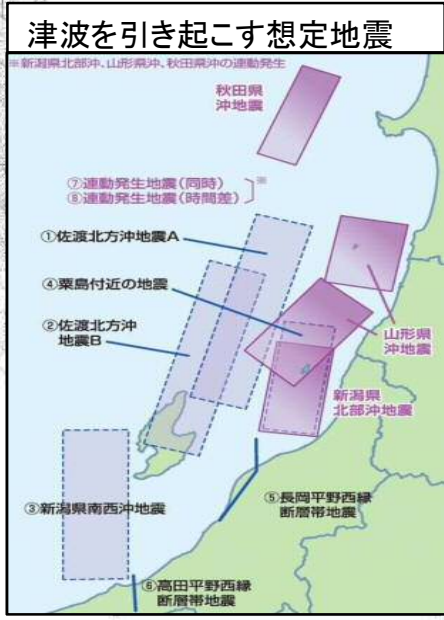 津波を引き起こす想定地震
※新潟県北部沖、山形県沖、秋田県沖の連動発生
秋田県
沖地震
⑦連動発生地震(同時)
⑧連動発生地震(時間差)
※
①佐渡北方沖地震A
④粟島付近の地震
②佐渡北方沖
地震B
山形県
沖地震
新潟県
北部沖地震
③新潟県南西沖地震
⑤長岡平野西縁
断層帯地震
⑥高田平野西縁
断層帯地震